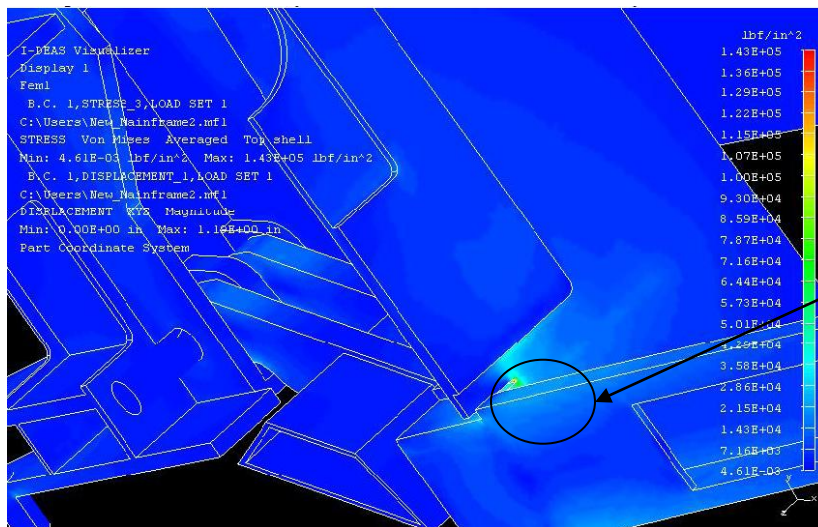 I-DEAS Visualizer
Display 1
Fem1
B.C. 1,STRESS_3,LOAD SET 1
C:\Users\New_Mainframe2.mf1
STRESS Von Mises Averaged Top shell
Min: 4.61E-03 lbf/in^2 Max: 1.43E+05 lbf/in^2
B.C. 1,DISPLACEMENT_1,LOAD SET 1
C:\Users\New_Mainframe2.mf1
DISPLACEMENT XYZ Magnitude
Min: 0.00E+00 in Max: in
Part Coordinate System
lbf/in^2
1.43E+05
1.36E+05
1.29E+05
1.22E+05
1.15E+05
1.07E+05
1.00E+05
9.30E+04
8.59E+04
7.87E+04
7.16E+04
6.44E+04
5.73E+04
5.01E+04
4.29E+04
3.58E+04
2.86E+04
2.15E+04
1.43E+04
7.16E+03
4.61E-03
y
x
z